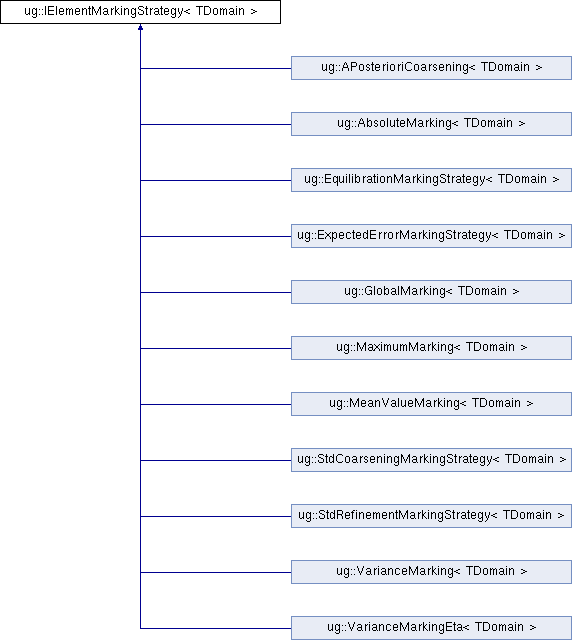 ug::IElementMarkingStrategy< TDomain >
ug::APosterioriCoarsening< TDomain >
ug::AbsoluteMarking< TDomain >
ug::EquilibrationMarkingStrategy< TDomain >
ug::ExpectedErrorMarkingStrategy< TDomain >
ug::GlobalMarking< TDomain >
ug::MaximumMarking< TDomain >
ug::MeanValueMarking< TDomain >
ug::StdCoarseningMarkingStrategy< TDomain >
ug::StdRefinementMarkingStrategy< TDomain >
ug::VarianceMarking< TDomain >
ug::VarianceMarkingEta< TDomain >